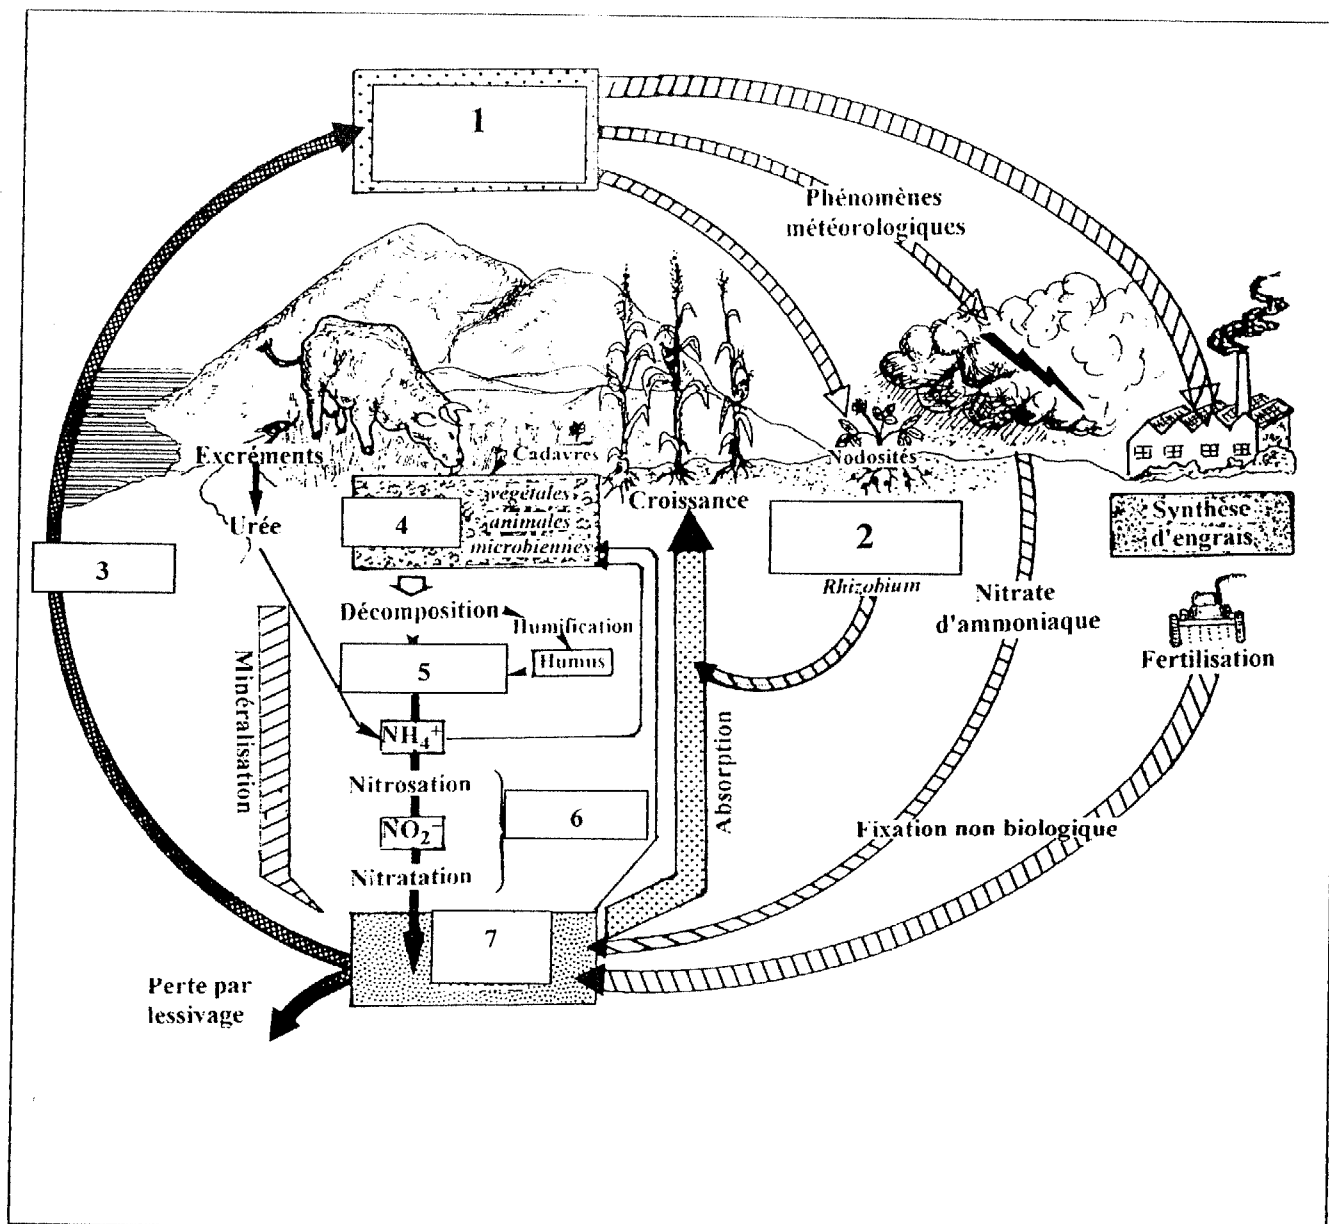 1
Phénomènes
météorologiques
Excréments
Cadavres
Nodosités
végétales
4
animales
microbiennes
Croissance
Urée
2
Rhizobium
Synthèse
d'engrais
3
Décomposition
Humification
Humus
5
Nitrate
d'ammoniaque
Fertilisation
Minéralisation
NH₄⁺
Absorption
Nitrosation
6
NO₂⁻
Nitratation
Fixation non biologique
7
Perte par
lessivage